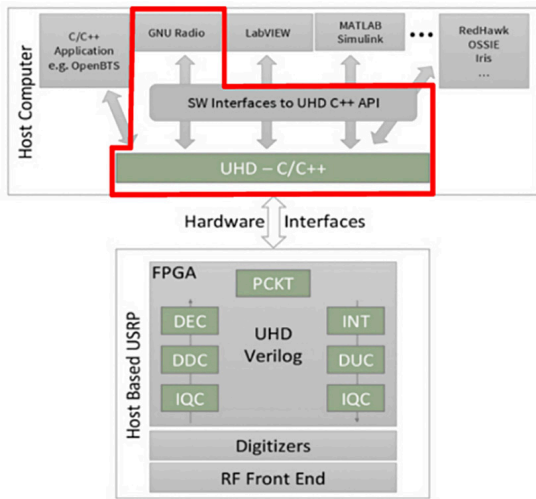 Host Computer
C/C++
Application
e.g. OpenBTS
GNU Radio
LabVIEW
MATLAB
Simulink
•••
RedHawk
OSSIE
Iris
...
SW Interfaces to UHD C++ API
UHD – C/C++
Hardware
Interfaces
Host Based USRP
FPGA
PCKT
DEC
INT
UHD
Verilog
DDC
DUC
IQC
IQC
Digitizers
RF Front End